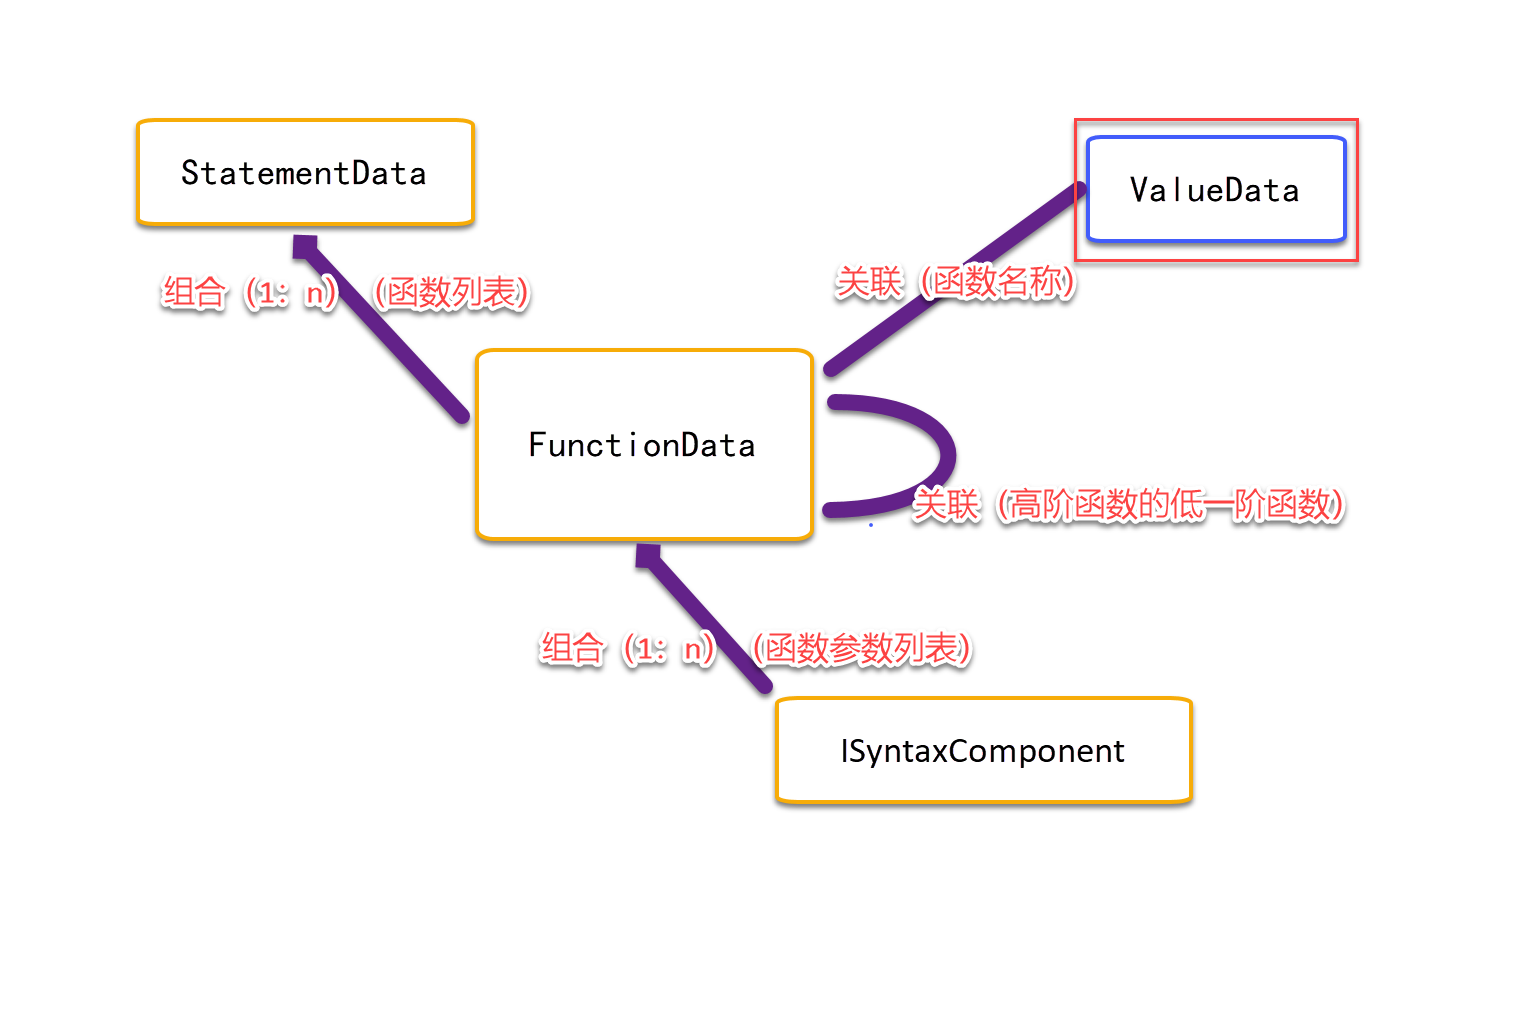 StatementData
ValueData
关联（函数名称）
组合（1：n）（函数列表）
FunctionData
关联（高阶函数的低一阶函数）
组合（1：n）（函数参数列表）
ISyntaxComponent